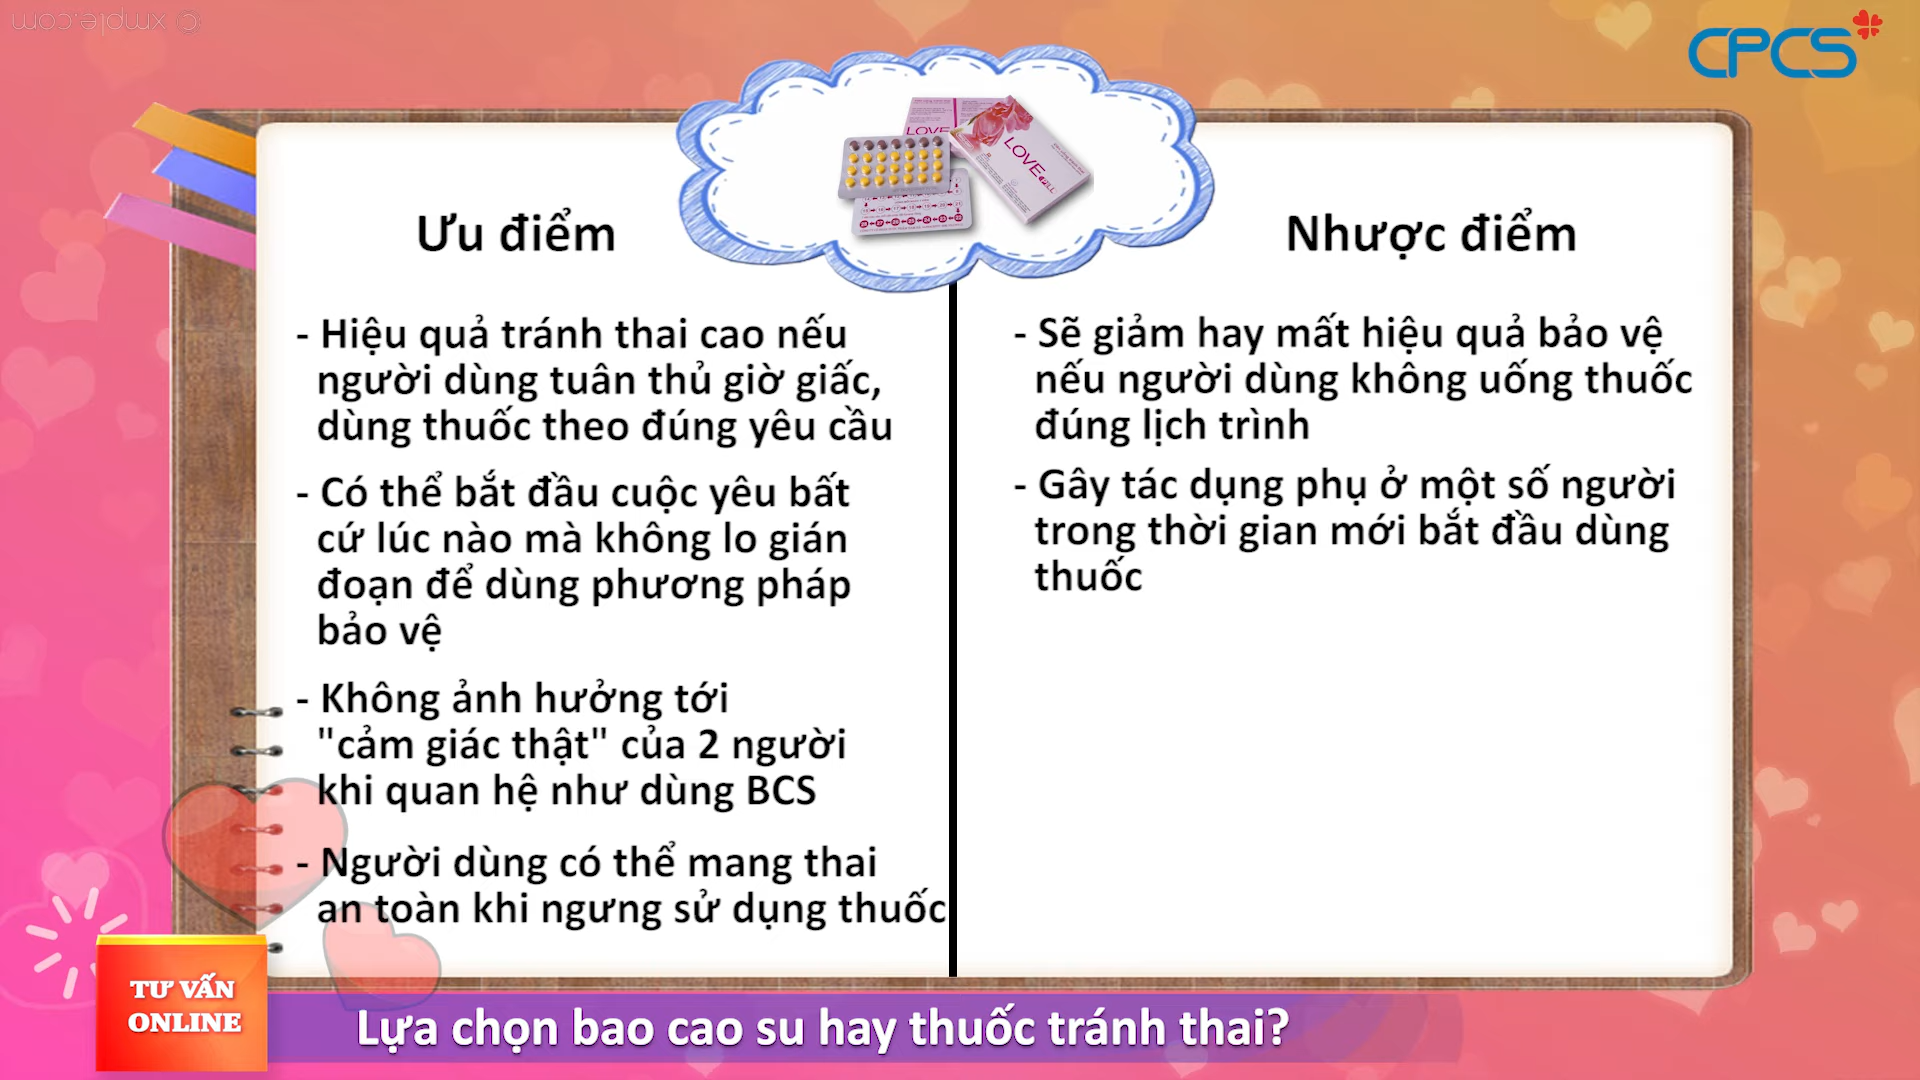 © xmple.com
CPCS
LOVE
LOVE
PILL
Ưu điểm
Nhược điểm
- Hiệu quả tránh thai cao nếu
người dùng tuân thủ giờ giấc,
dùng thuốc theo đúng yêu cầu
- Có thể bắt đầu cuộc yêu bất
cứ lúc nào mà không lo gián
đoạn để dùng phương pháp
bảo vệ
- Không ảnh hưởng tới
"cảm giác thật" của 2 người
khi quan hệ như dùng BCS
- Người dùng có thể mang thai
an toàn khi ngưng sử dụng thuốc
- Sẽ giảm hay mất hiệu quả bảo vệ
nếu người dùng không uống thuốc
đúng lịch trình
- Gây tác dụng phụ ở một số người
trong thời gian mới bắt đầu dùng
thuốc
TƯ VẤN
ONLINE
Lựa chọn bao cao su hay thuốc tránh thai?